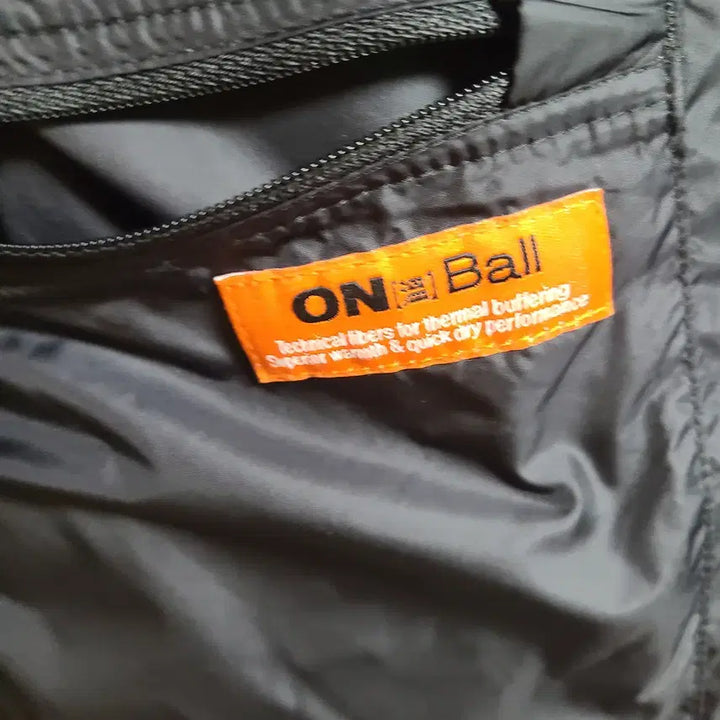 ON Ball
Technical fibers for thermal buffering
Superior warmth & quick dry performance